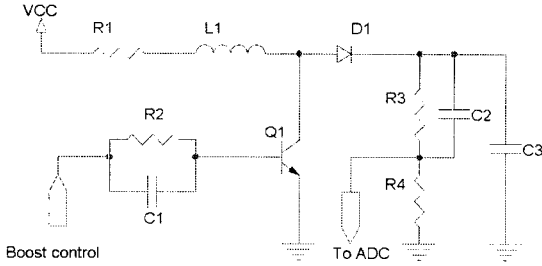 VCC
R1
L1
D1
R2
Q1
R3
C2
C1
R4
C3
Boost control
To ADC